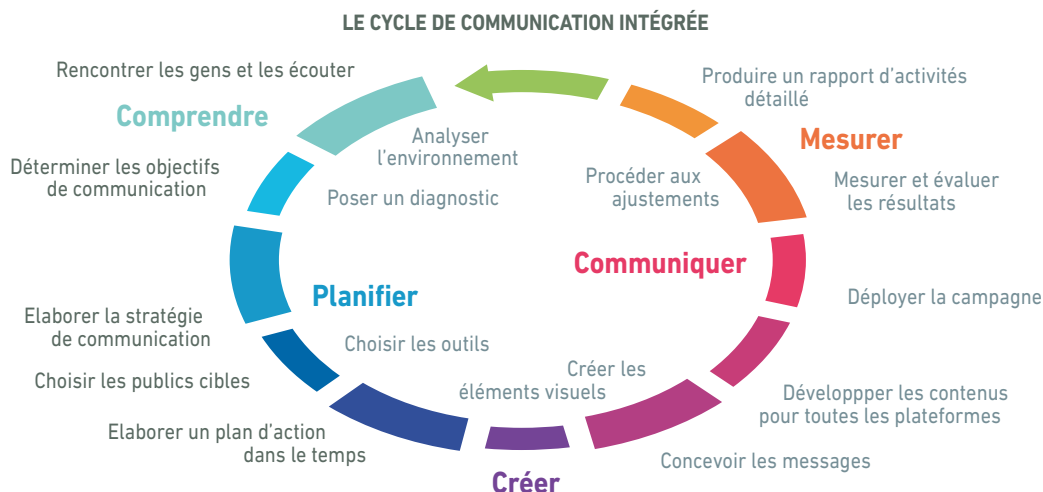 LE CYCLE DE COMMUNICATION INTÉGRÉE
Rencontrer les gens et les écouter
Comprendre
Analyser
l'environnement
Déterminer les objectifs
de communication
Poser un diagnostic
Planifier
Elaborer la stratégie
de communication
Choisir les outils
Choisir les publics cibles
Elaborer un plan d'action
dans le temps
Créer les
éléments visuels
Créer
Concevoir les messages
Développper les contenus
pour toutes les plateformes
Déployer la campagne
Communiquer
Procéder aux
ajustements
Mesurer et évaluer
les résultats
Mesurer
Produire un rapport d'activités
détaillé